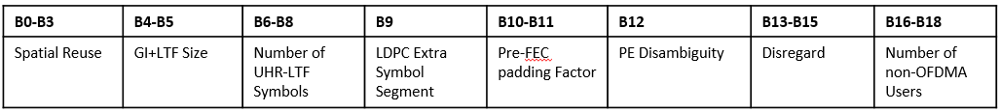 B0-B3 B4-B5 B6-B8 B9 B10-B11 B12 B13-B15 B16-B18
Spatial Reuse GI+LTF Size Number of LDPC Extra Pre-FEC PE Disambiguity Disregard Number of
UHR-LTF Symbol padding Factor non-OFDMA
Symbols Segment Users